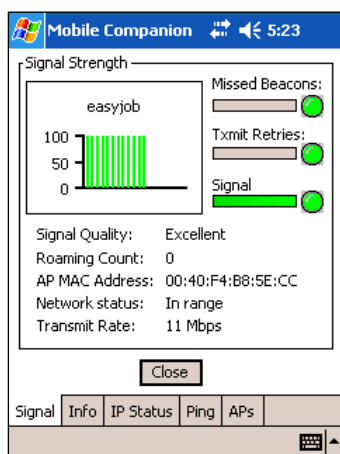 Mobile Companion 5:23
Signal Strength
Missed Beacons:
easyjob
Txmit Retries:
100
50
0
Signal
Signal Quality: Excellent
Roaming Count: 0
AP MAC Address: 00:40:F4:B8:5E:CC
Network status: In range
Transmit Rate: 11 Mbps
Close
Signal Info IP Status Ping APs